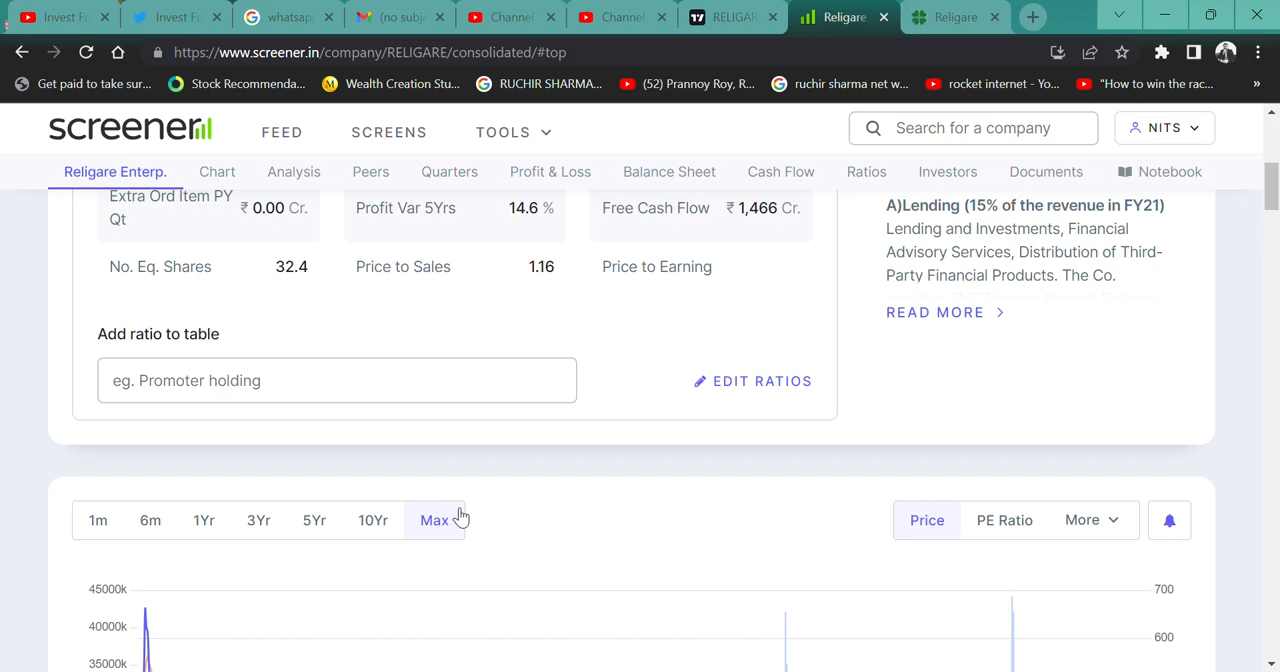 Invest Fo
Invest Fo
whatsap
(no subj
Channel
Channel
RELIGAR
Religare
Religare
https://www.screener.in/company/RELIGARE/consolidated/#top
Get paid to take sur...
Stock Recommenda...
Wealth Creation Stu...
RUCHIR SHARMA...
(52) Prannoy Roy, R...
ruchir sharma net w...
rocket internet - Yo...
"How to win the rac...
»
screener
FEED
SCREENS
TOOLS
Search for a company
NITS
Religare Enterp.
Chart
Analysis
Peers
Quarters
Profit & Loss
Balance Sheet
Cash Flow
Ratios
Investors
Documents
Notebook
Extra Ord Item PY
Qt
₹ 0.00 Cr.
Profit Var 5Yrs
14.6 %
Free Cash Flow
₹ 1,466 Cr.
No. Eq. Shares
32.4
Price to Sales
1.16
Price to Earning
A)Lending (15% of the revenue in FY21)
Lending and Investments, Financial
Advisory Services, Distribution of Third-
Party Financial Products. The Co.
READ MORE
Add ratio to table
eg. Promoter holding
EDIT RATIOS
1m
6m
1Yr
3Yr
5Yr
10Yr
Max
Price
PE Ratio
More
45000k
40000k
35000k
700
600